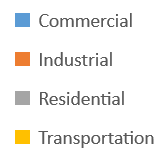 Commercial
Industrial
Residential
Transportation